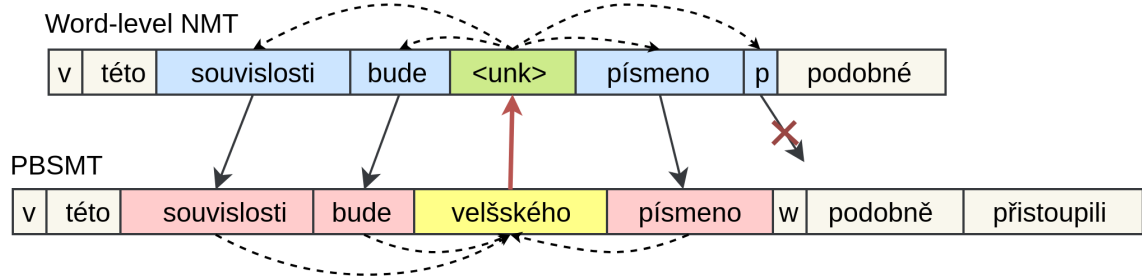 Word-level NMT
v této souvislosti bude <unk> písmeno p podobné
PBSMT
v této souvislosti bude velšského písmeno w podobně přistoupili